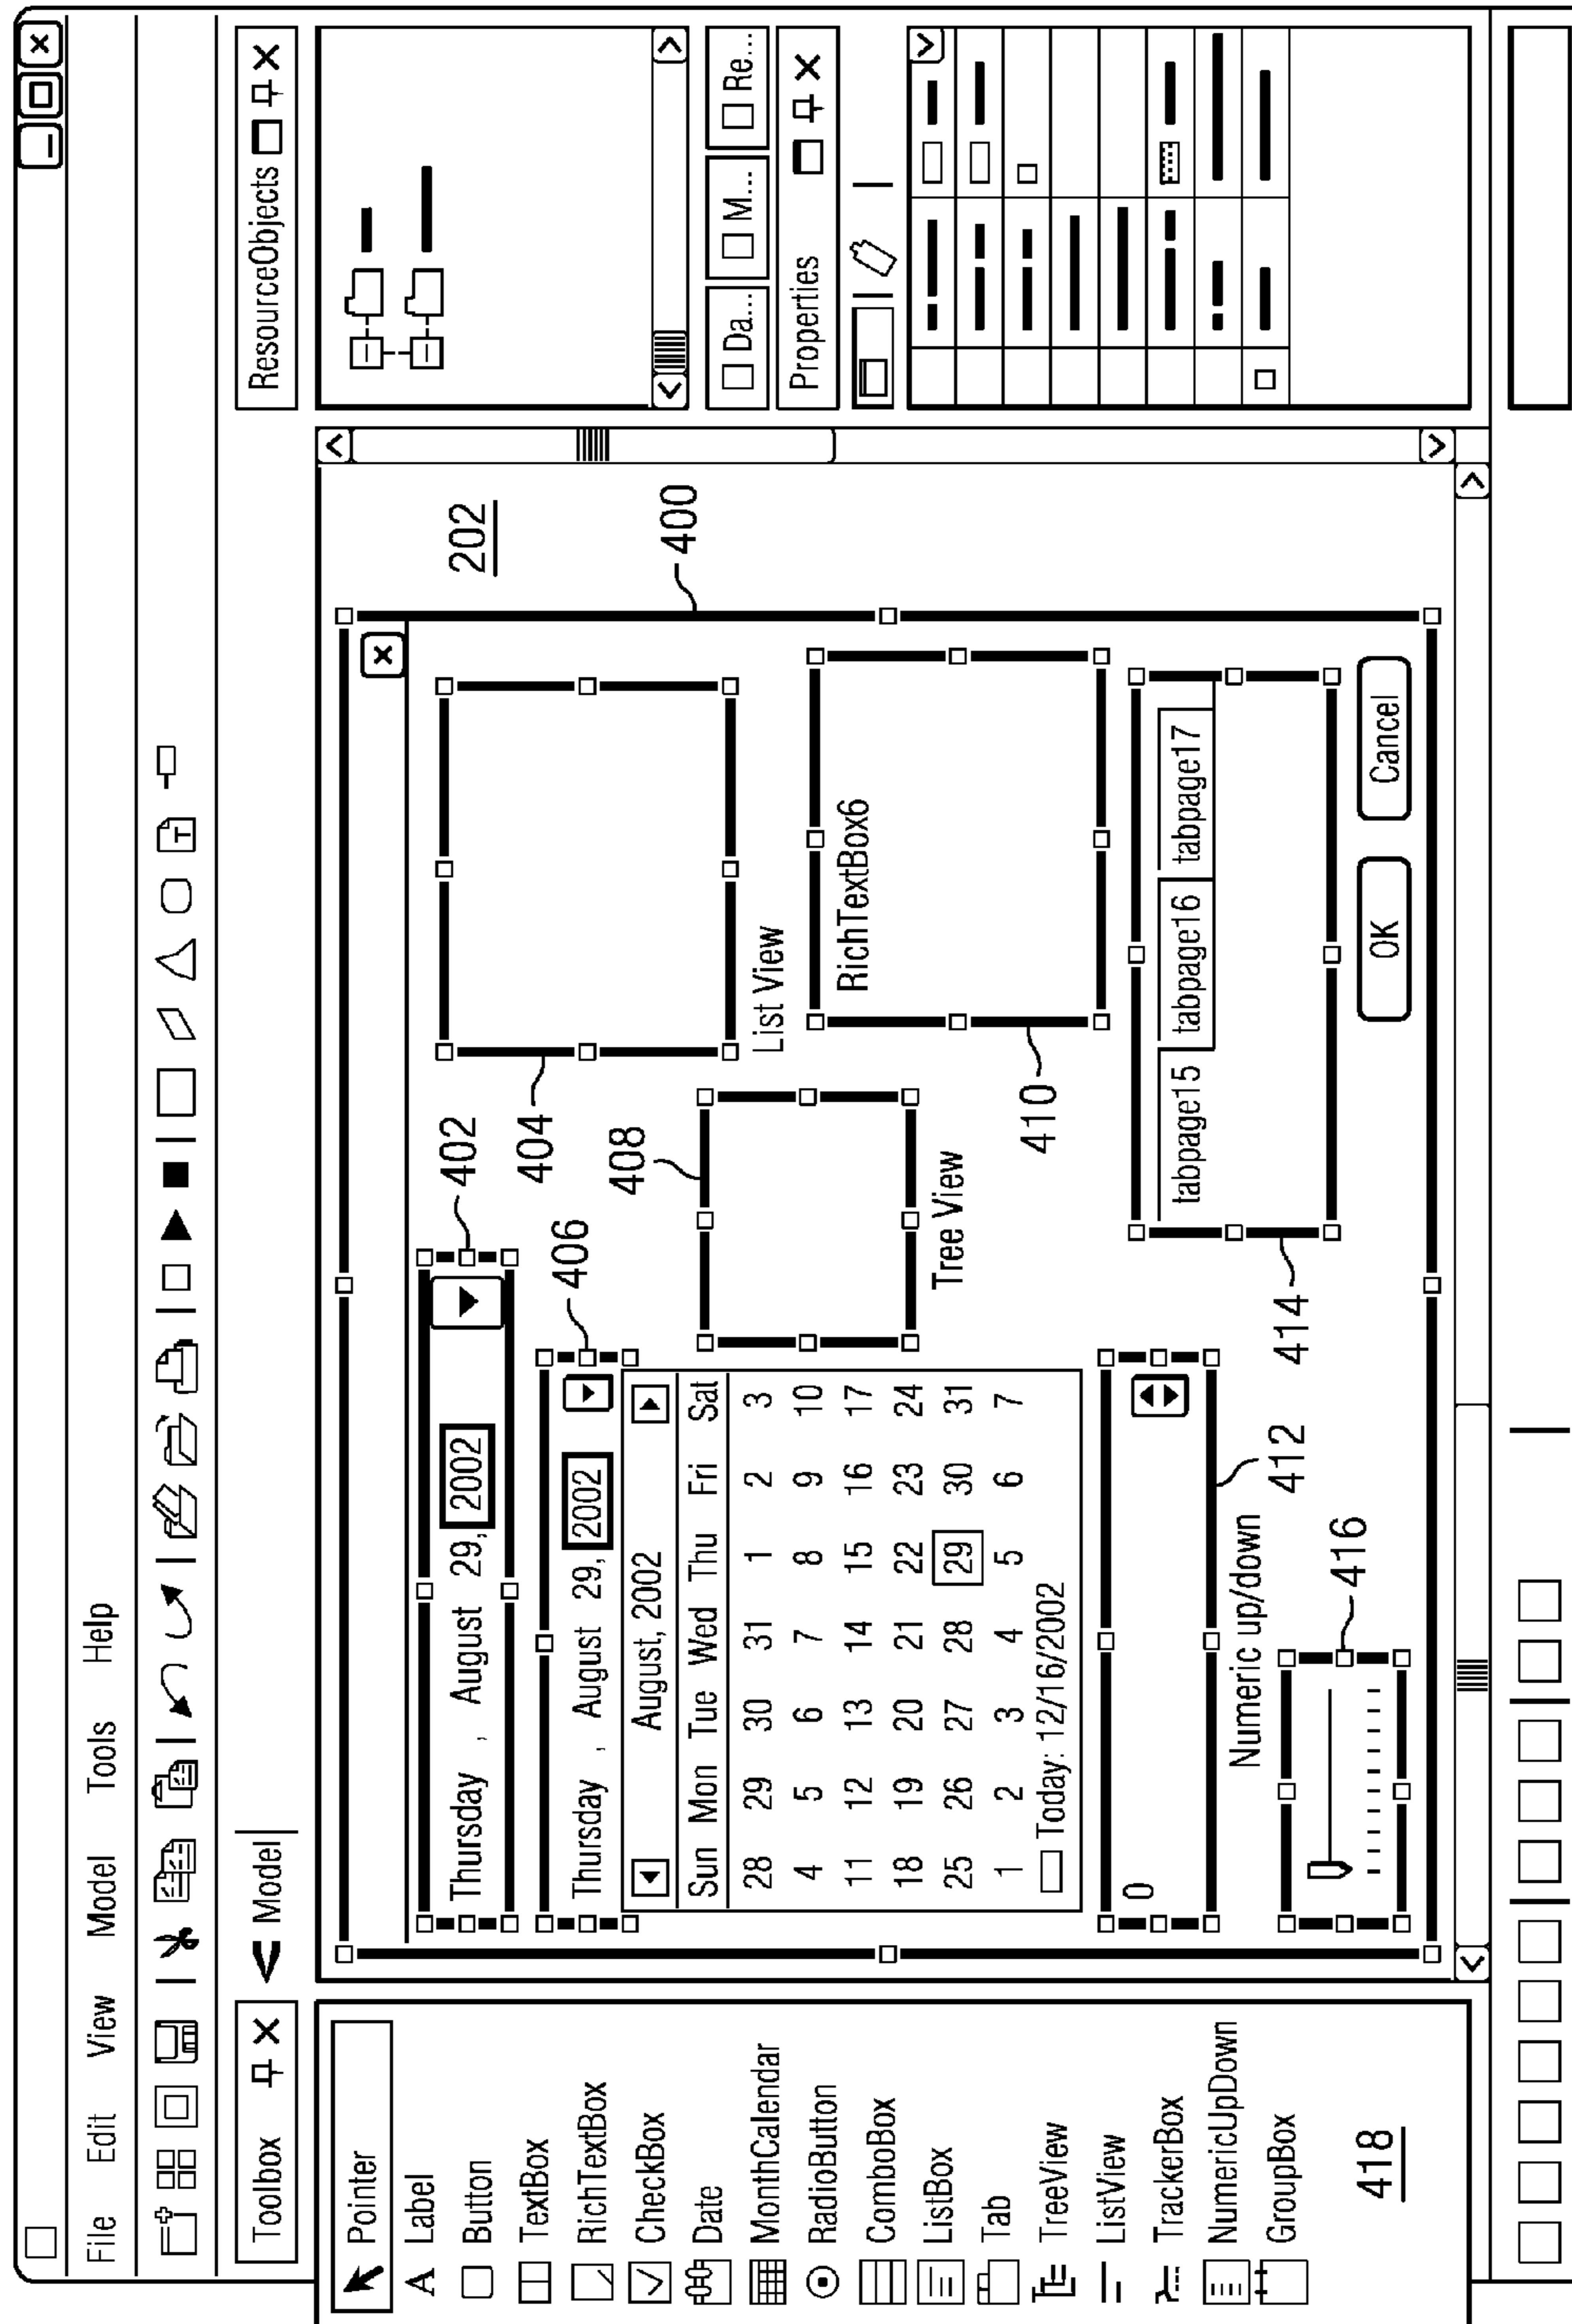 File Edit View Model Tools Help
Toolbox
Model
ResourceObjects
Pointer
A Label
Button
TextBox
RichTextBox
CheckBox
Date
MonthCalendar
RadioButton
ComboBox
ListBox
Tab
TreeView
ListView
TrackerBox
NumericUpDown
GroupBox
418
202
400
Thursday , August 29, 2002
402
404
List View
Thursday , August 29, 2002
406
August, 2002
Sun Mon Tue Wed Thu Fri Sat
28 29 30 31 1 2 3
4 5 6 7 8 9 10
11 12 13 14 15 16 17
18 19 20 21 22 23 24
25 26 27 28 29 30 31
1 2 3 4 5 6 7
Today: 12/16/2002
408
Tree View
RichTextBox6
410
0
412
Numeric up/down
tabpage15 tabpage16 tabpage17
414
416
OK Cancel
Da... M... Re...
Properties